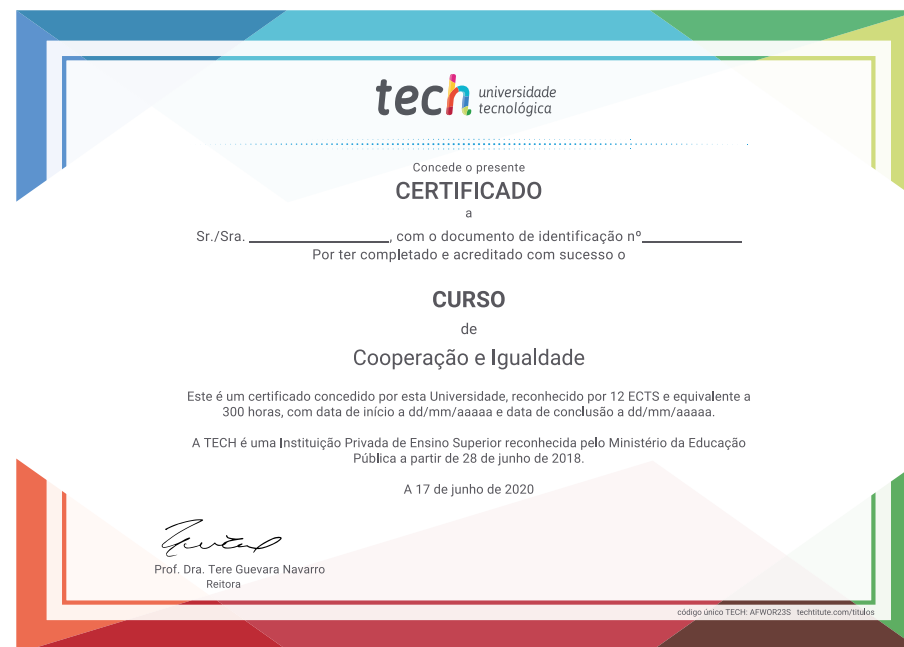 tech universidade
tecnológica
Concede o presente
CERTIFICADO
a
Sr./Sra. ____________, com o documento de identificação nº____________
Por ter completado e acreditado com sucesso o
CURSO
de
Cooperação e Igualdade
Este é um certificado concedido por esta Universidade, reconhecido por 12 ECTS e equivalente a
300 horas, com data de início a dd/mm/aaaaa e data de conclusão a dd/mm/aaaaa.
A TECH é uma Instituição Privada de Ensino Superior reconhecida pelo Ministério da Educação
Pública a partir de 28 de junho de 2018.
A 17 de junho de 2020
Prof. Dra. Tere Guevara Navarro
Reitora
código único TECH: AFWOR23S techtitute.com/titulos